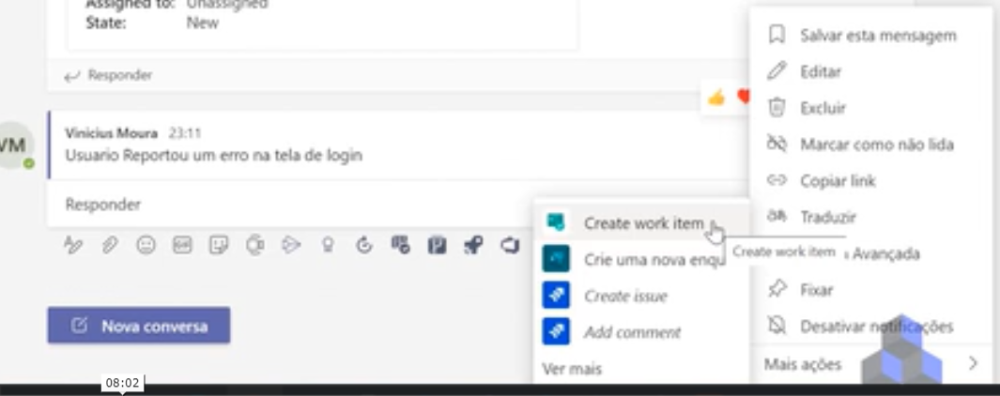 Assigned to: Unassigned
State: New
Responder
VM
Vinicius Moura 23:11
Usuario Reportou um erro na tela de login
Responder
Nova conversa
Create work item
Crie uma nova enqu
Create issue
Add comment
Ver mais
Create work item
Salvar esta mensagem
Editar
Excluir
Marcar como não lida
Copiar link
Traduzir
Avançada
Fixar
Desativar notificações
Mais ações
08:02